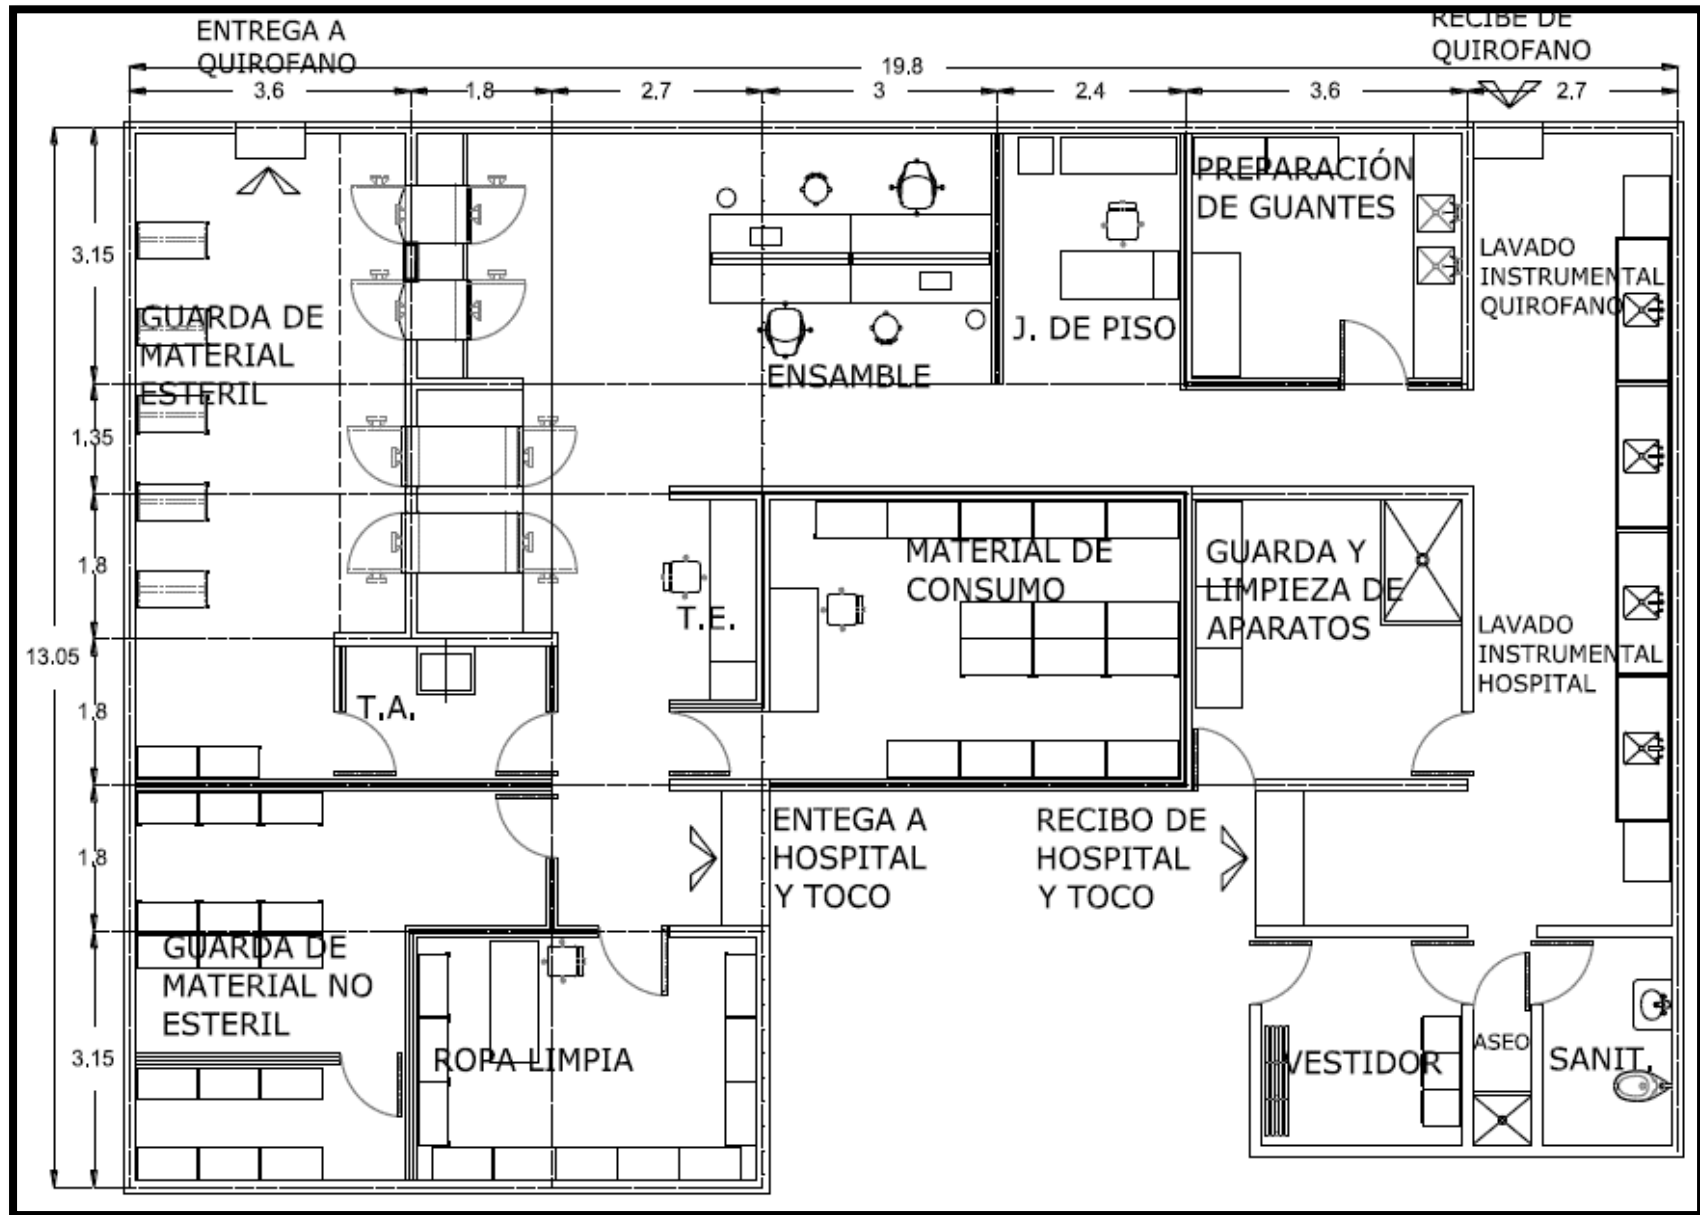 ENTREGA A
QUIROFANO
RECIBE DE
QUIROFANO
19.8
3.6
1.8
2.7
3
2.4
3.6
2.7
13.05
3.15
1.35
1.8
1.8
1.8
3.15
GUARDA DE
MATERIAL
ESTERIL
ENSAMBLE
J. DE PISO
PREPARACIÓN
DE GUANTES
LAVADO
INSTRUMENTAL
QUIROFANO
T.A.
T.E.
MATERIAL DE
CONSUMO
GUARDA Y
LIMPIEZA DE
APARATOS
LAVADO
INSTRUMENTAL
HOSPITAL
ENTEGA A
HOSPITAL
Y TOCO
RECIBO DE
HOSPITAL
Y TOCO
GUARDA DE
MATERIAL NO
ESTERIL
ROPA LIMPIA
VESTIDOR
ASEO
SANIT.